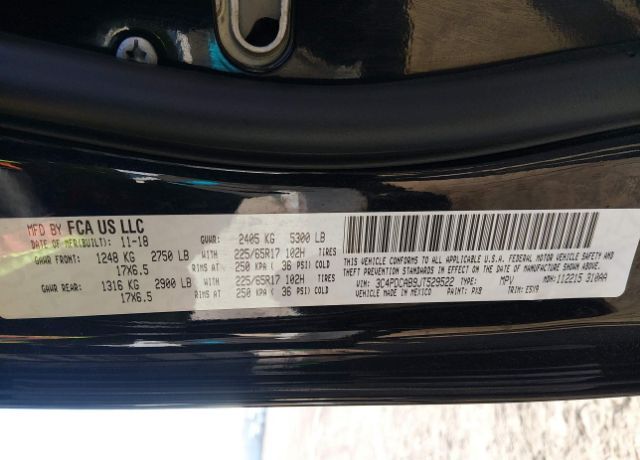 MFD BY FCA US LLC
DATE OF MFR(BUILT): 11-18 GVWR: 2405 KG 5300 LB
GAWR FRONT: 1248 KG 2750 LB 225/65R17 102H TIRES
17X6.5 RIMS AT 250 KPA ( 36 PSI) COLD
GAWR REAR: 1316 KG 2900 LB 225/65R17 102H TIRES
17X6.5 RIMS AT 250 KPA ( 36 PSI) COLD
THIS VEHICLE CONFORMS TO ALL APPLICABLE U.S.A. FEDERAL MOTOR VEHICLE SAFETY AND
THEFT PREVENTION STANDARDS IN EFFECT ON THE DATE OF MANUFACTURE SHOWN ABOVE.
VIN: 3C4PDCAB9JT529522 TYPE: MPV MDH: 112215 310AA
MADE IN MEXICO PAINT: PX8 TRIM: ESY9